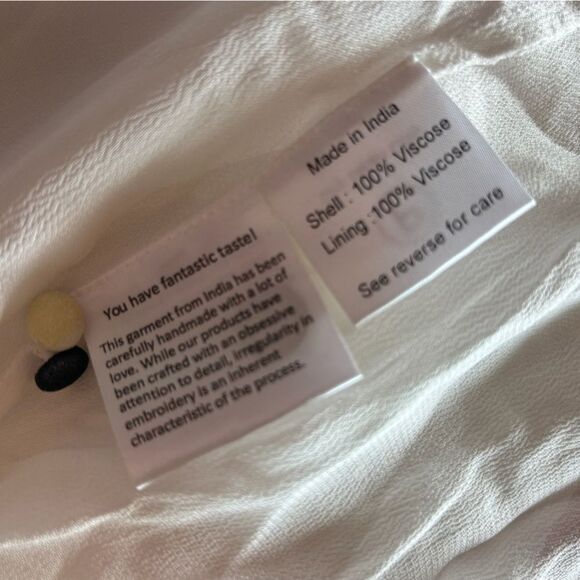 You have fantastic taste!
This garment from India has been
carefully handmade with a lot of
love. While our products have
been crafted with an obsessive
attention to detail, irregularity in
embroidery is an inherent
characteristic of the process.
Made in India
Shell : 100% Viscose
Lining :100% Viscose
See reverse for care